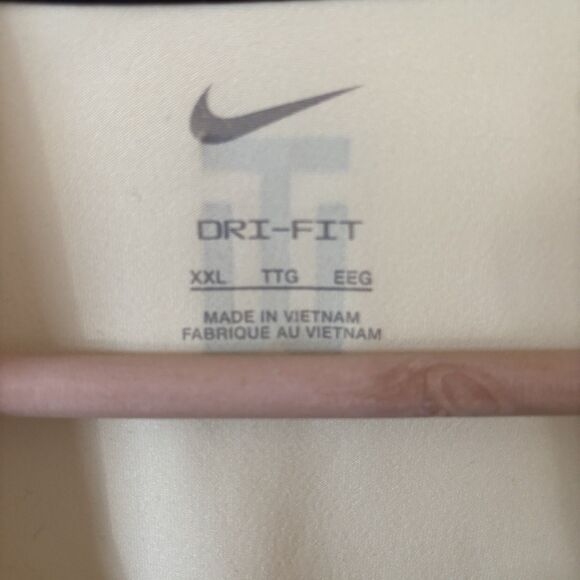 DRI-FIT
XXL TTG EEG
MADE IN VIETNAM
FABRIQUE AU VIETNAM